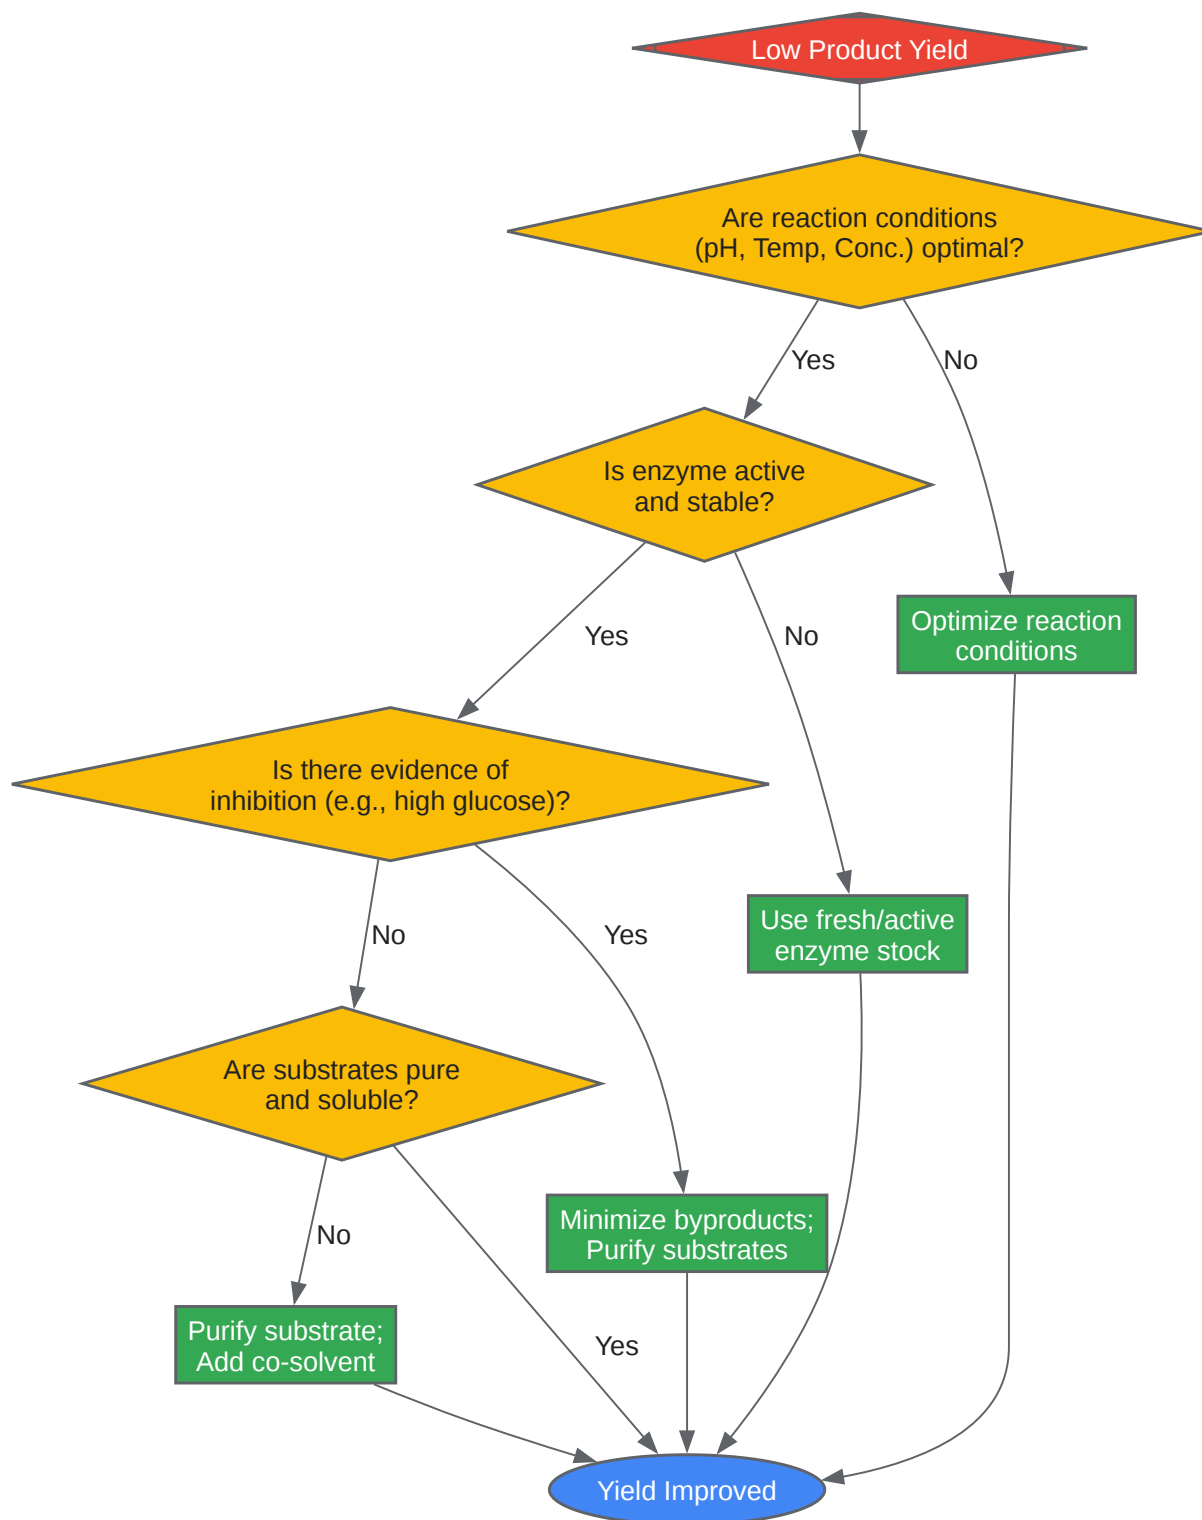 Low Product Yield
Are reaction conditions
(pH, Temp, Conc.) optimal?
Yes
No
Is enzyme active
and stable?
Optimize reaction
conditions
Yes
No
Is there evidence of
inhibition (e.g., high glucose)?
Use fresh/active
enzyme stock
No
Yes
Are substrates pure
and soluble?
Minimize byproducts;
Purify substrates
No
Yes
Purify substrate;
Add co-solvent
Yield Improved